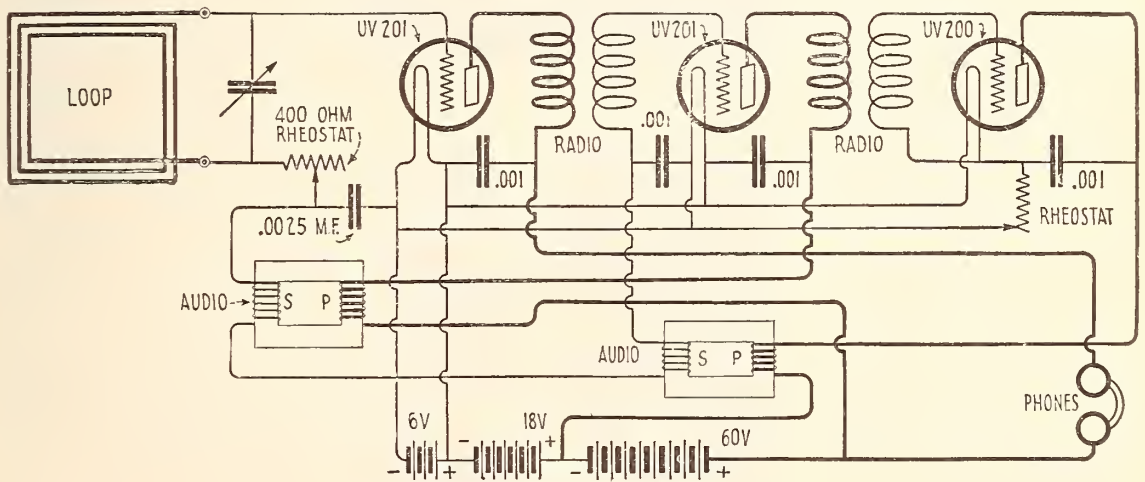 UV 201
UV 201
UV 200
LOOP
400 OHM
RHEOSTAT
RADIO
.001
.001
RADIO
.001
.001
.0025 M.F.
RHEOSTAT
AUDIO
S P
AUDIO
S P
PHONES
6V
18V
60V
- +
- +
- +